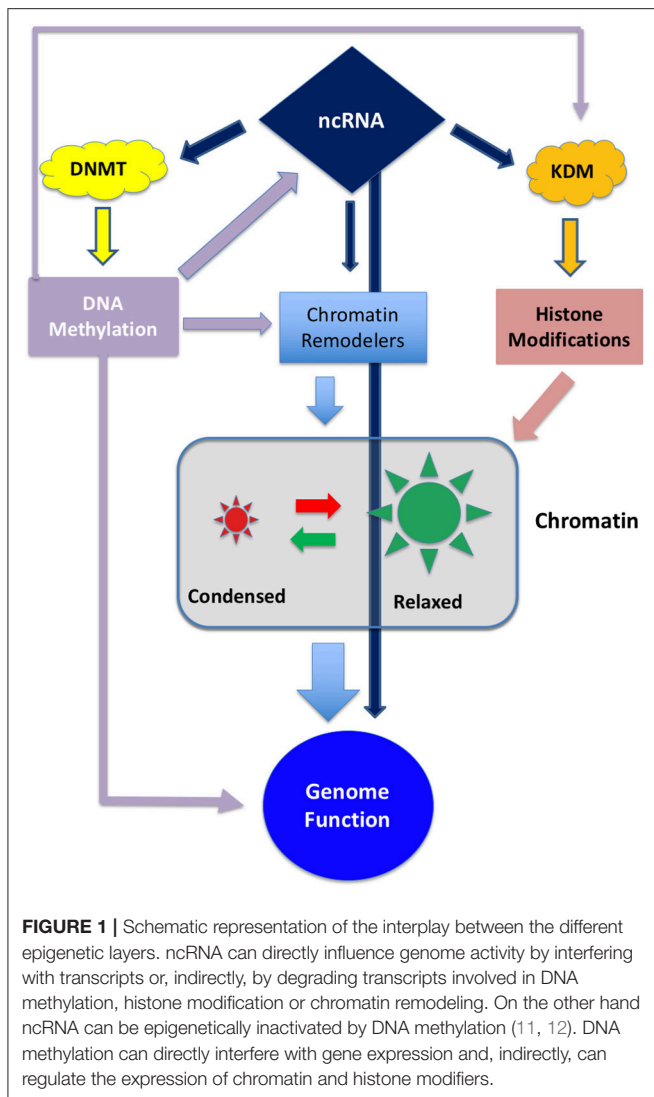 ncRNA
DNMT
KDM
DNA
Methylation
Chromatin
Remodelers
Histone
Modifications
Chromatin
Condensed
Relaxed
Genome
Function
FIGURE 1 | Schematic representation of the interplay between the different
epigenetic layers. ncRNA can directly influence genome activity by interfering
with transcripts or, indirectly, by degrading transcripts involved in DNA
methylation, histone modification or chromatin remodeling. On the other hand
ncRNA can be epigenetically inactivated by DNA methylation (11, 12). DNA
methylation can directly interfere with gene expression and, indirectly, can
regulate the expression of chromatin and histone modifiers.